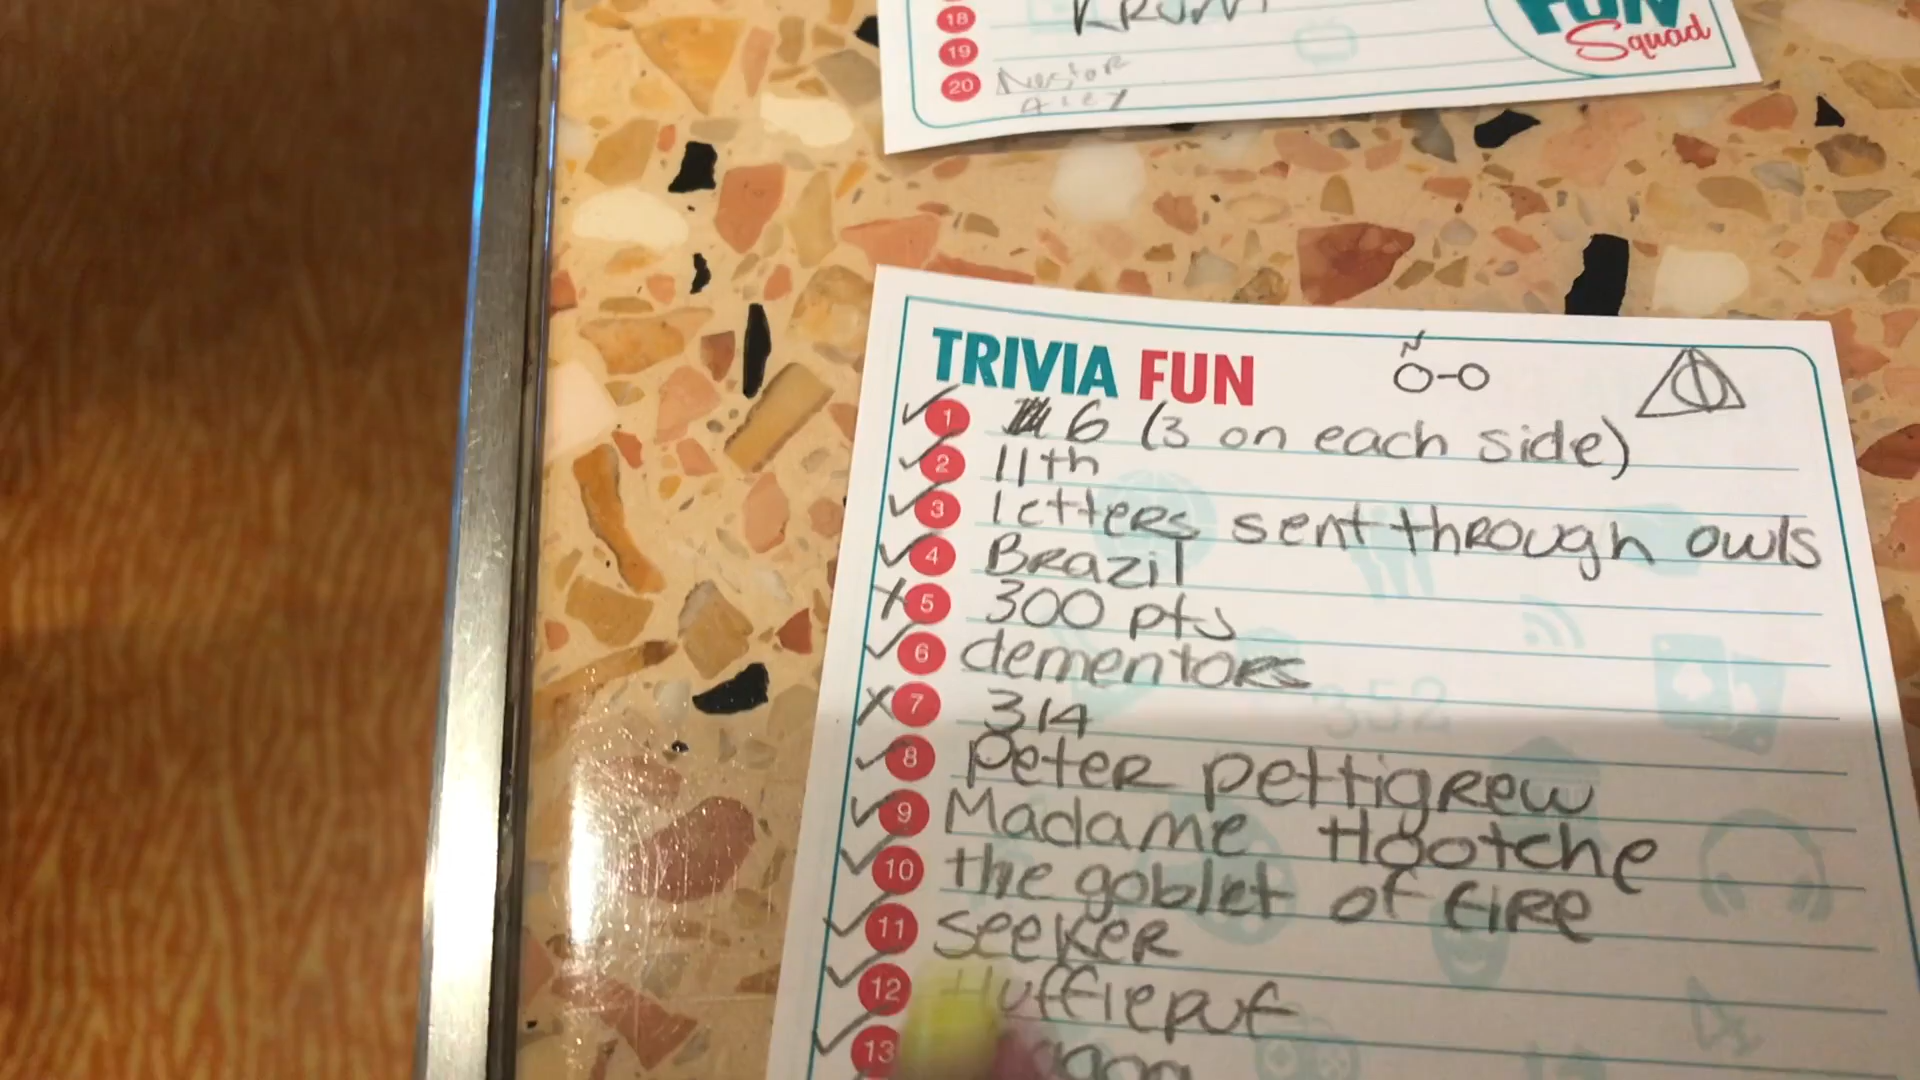 18 KRUM
FUN
Squad
19
20 Nestor
TRIVIA FUN
1 6 (3 on each side)
2 11th
3 letters sent through owls
4 Brazil
5 300 pts
6 dementors
7 314
8 Peter pettigrew
9 Madame Hootche
10 the goblet of fire
11 seeker
12 Hufflepuf
13